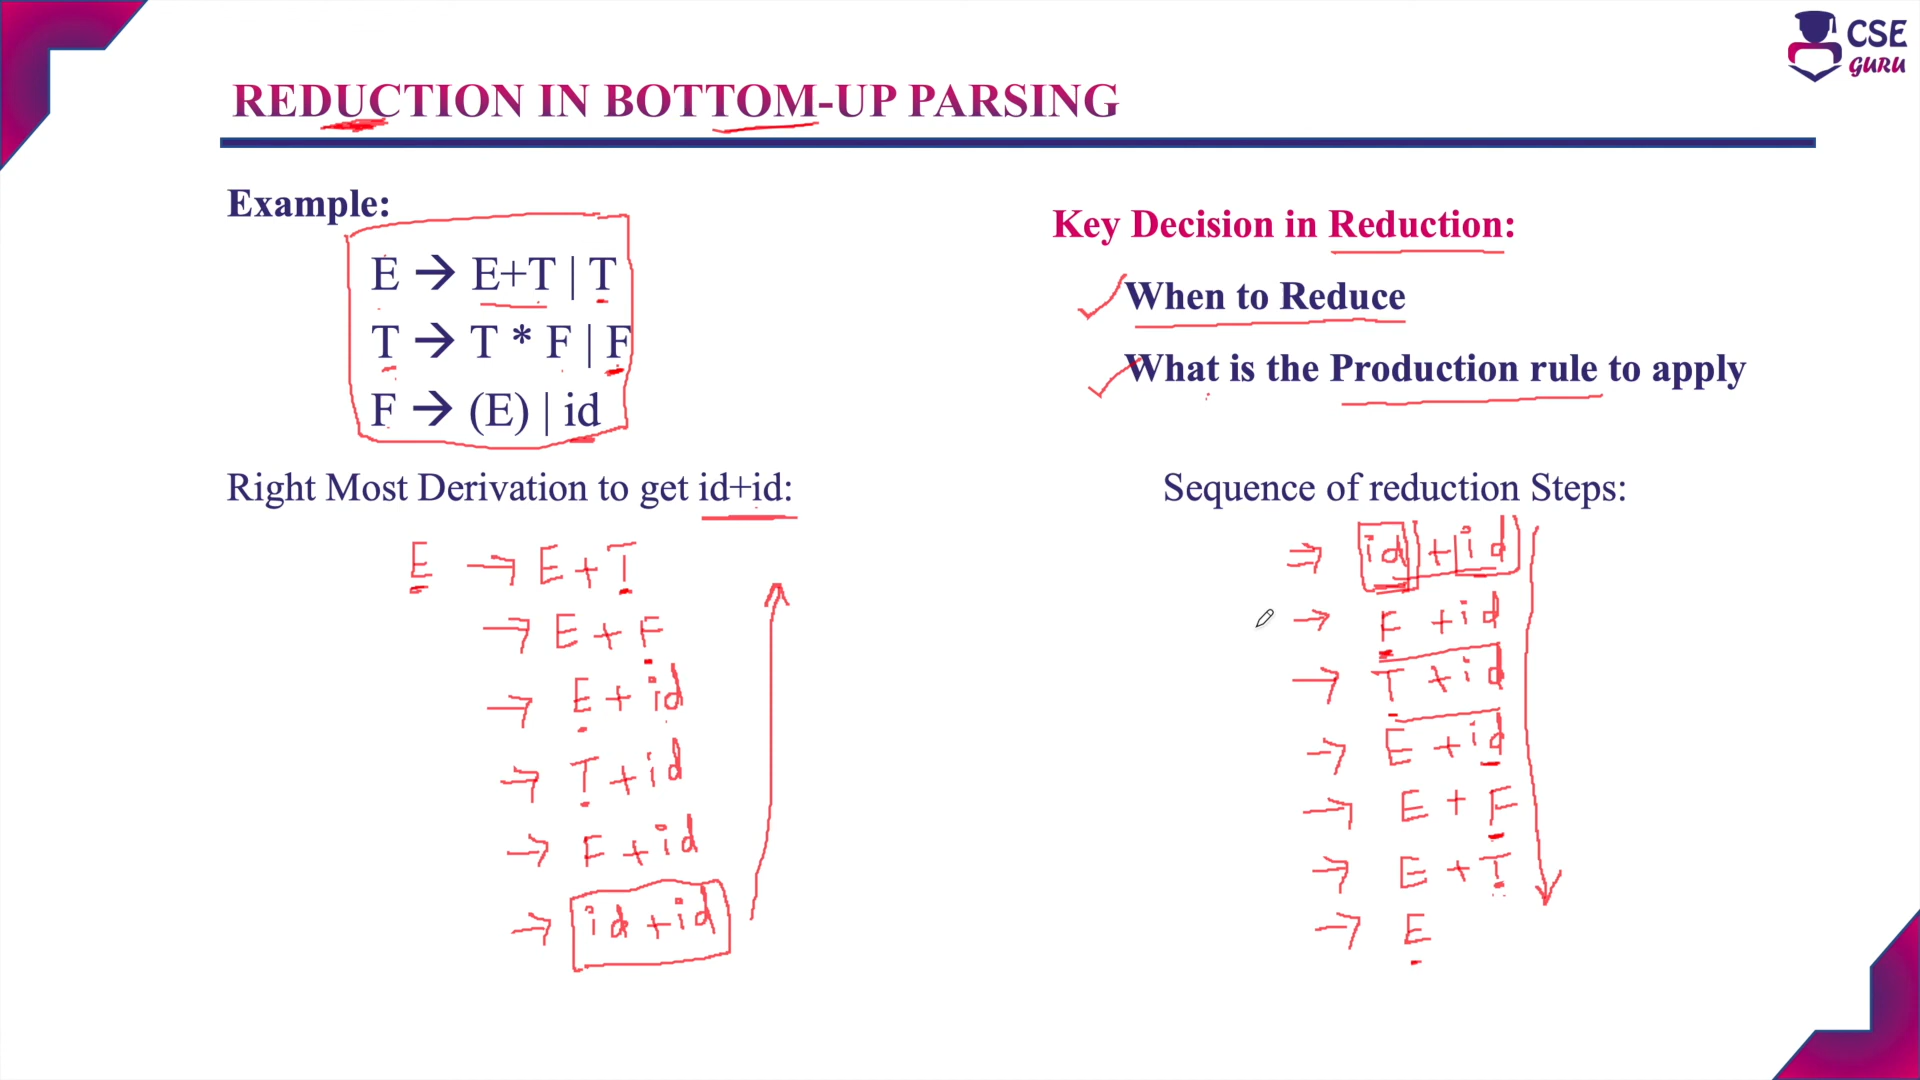 CSE
GURU
REDUCTION IN BOTTOM-UP PARSING
Example:
E → E+T | T
T → T * F | F
F → (E) | id
Key Decision in Reduction:
When to Reduce
What is the Production rule to apply
Right Most Derivation to get id+id:
E → E + T
→ E + F
→ E + id
→ T + id
→ F + id
→ id + id
Sequence of reduction Steps:
⇒ id + id
→ F + id
→ T + id
→ E + id
→ E + F
→ E + T
→ E